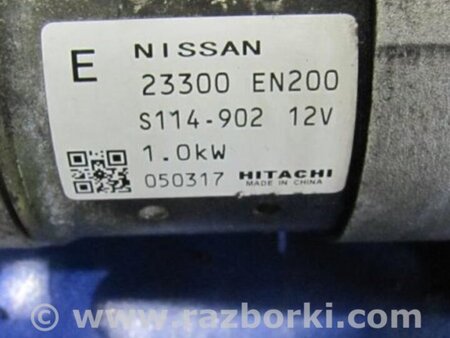 E NISSAN
23300 EN200
S114-902 12V
1.0kW
050317 HITACHI
MADE IN CHINA
© www.razborki.com